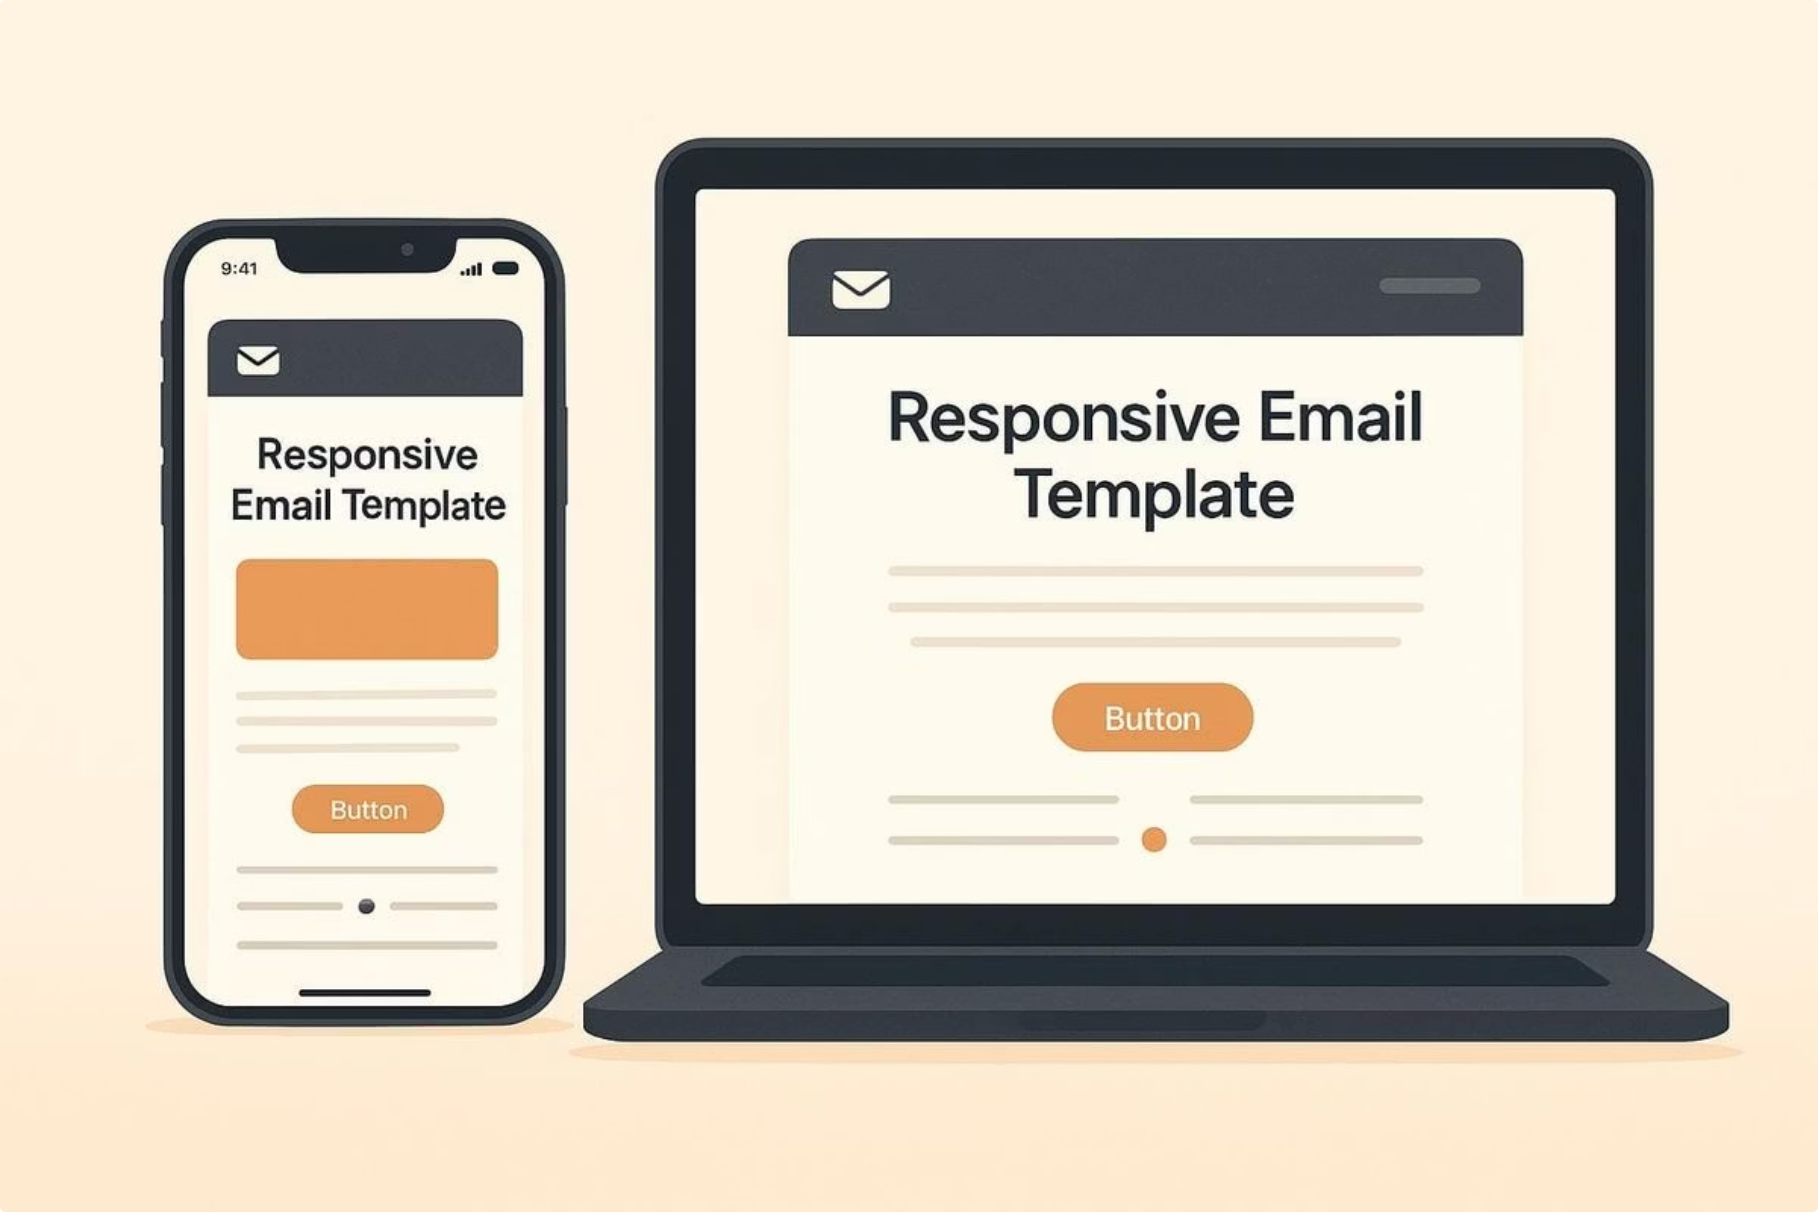 9:41
Responsive
Email Template
Button
Responsive Email
Template
Button